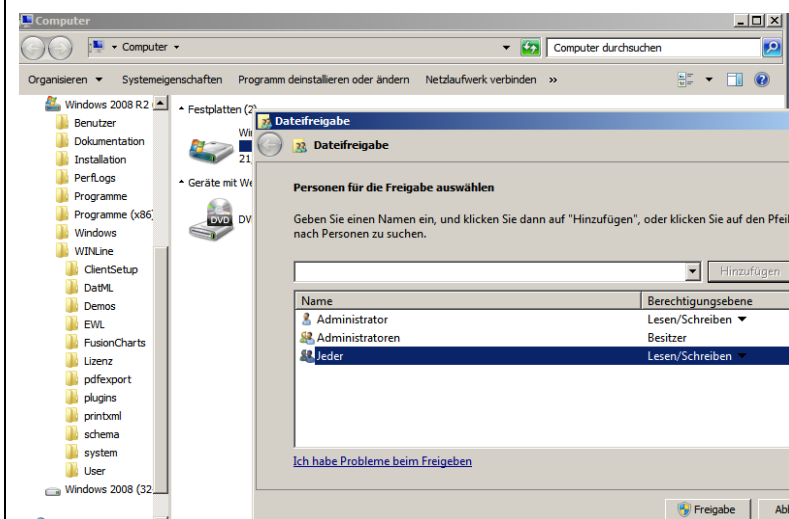 Computer
Computer
Computer durchsuchen
Organisieren Systemeigenschaften Programm deinstallieren oder ändern Netzlaufwerk verbinden »
Windows 2008 R2
Benutzer
Dokumentation
Installation
PerfLogs
Programme
Programme (x86)
Windows
WINLine
ClientSetup
DatML
Demos
EWL
FusionCharts
Lizenz
pdfexport
plugins
printxml
schema
system
User
Windows 2008 (32
Festplatten (2)
Wi
21,
Geräte mit We
DVD
DV
Dateifreigabe
Dateifreigabe
Personen für die Freigabe auswählen
Geben Sie einen Namen ein, und klicken Sie dann auf "Hinzufügen", oder klicken Sie auf den Pfeil
nach Personen zu suchen.
Hinzufügen
Name Berechtigungsebene
Administrator Lesen/Schreiben
Administratoren Besitzer
Jeder Lesen/Schreiben
Ich habe Probleme beim Freigeben
Freigabe
Ab